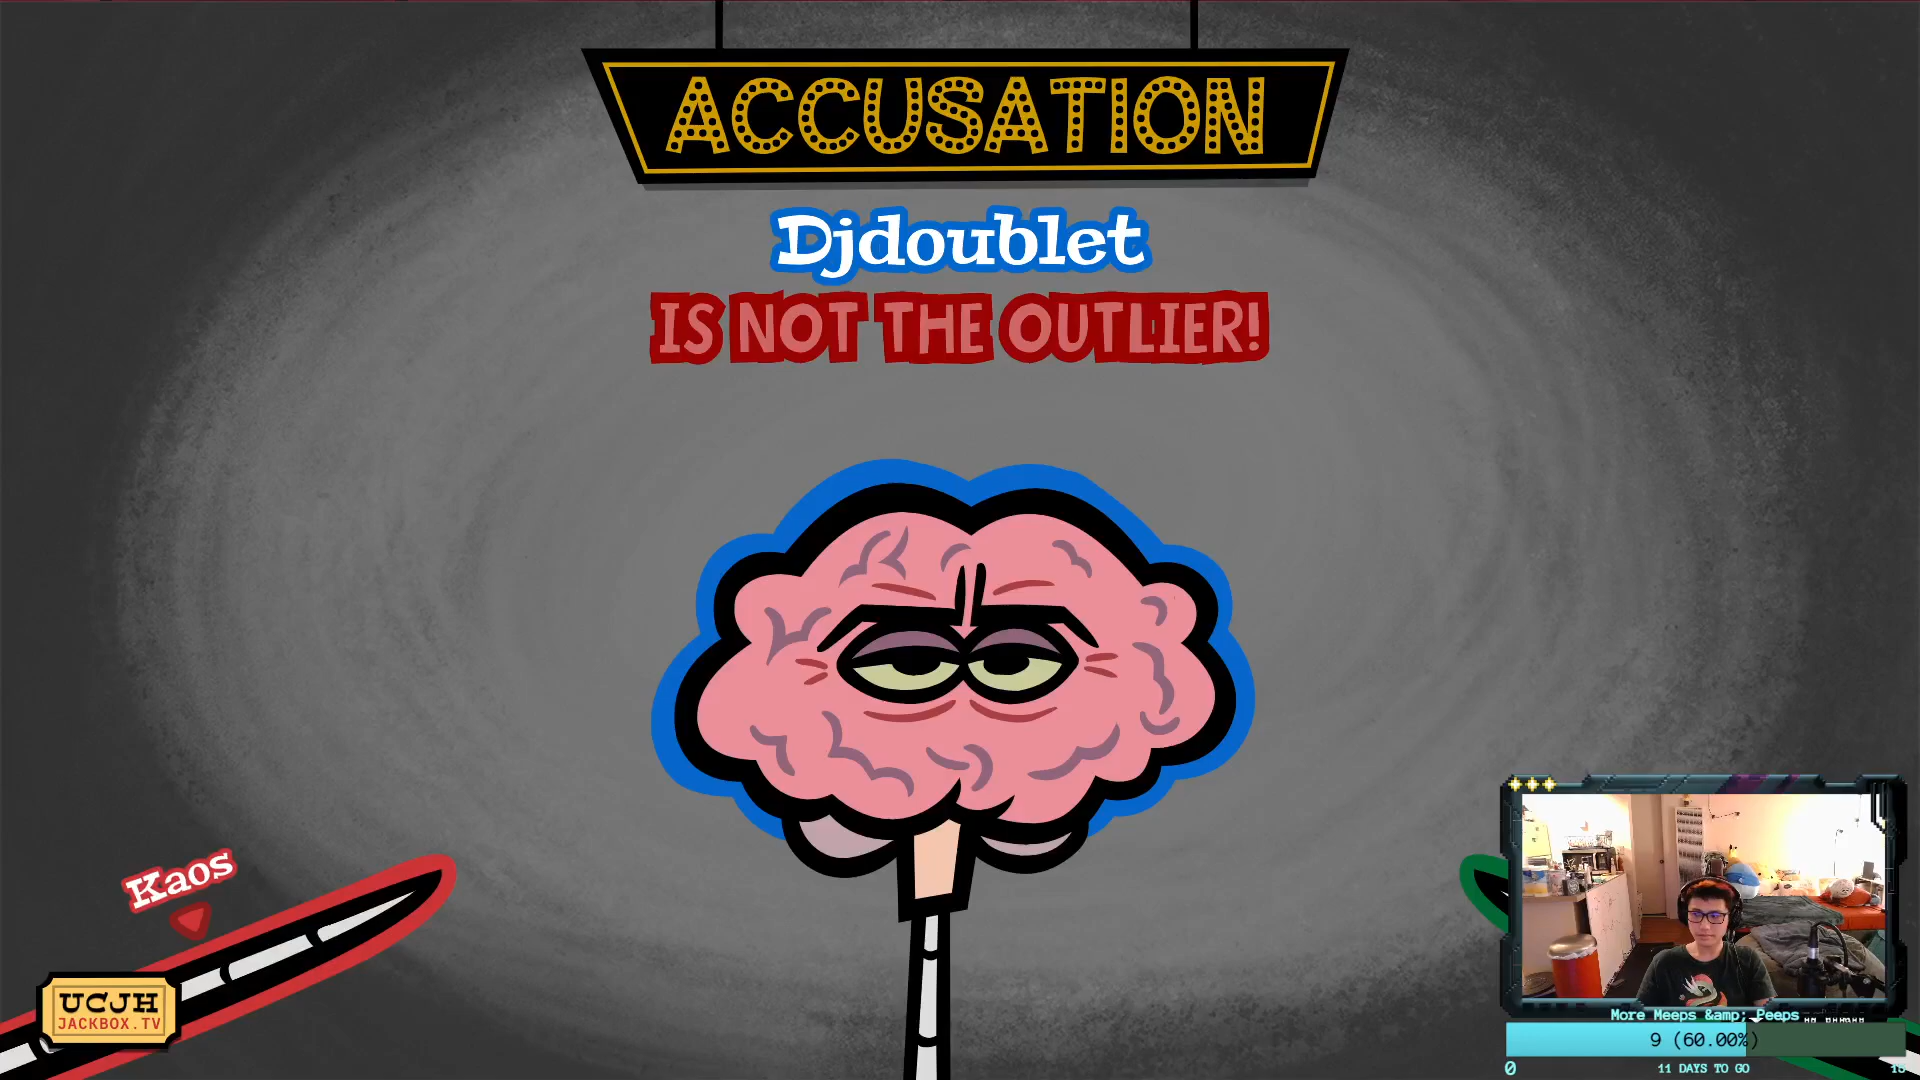 ACCUSATION
Djdoublet
IS NOT THE OUTLIER!
Kaos
UCJH
JACKBOX.TV
More Meeps &amp; Peeps
9 (60.00%)
0
11 DAYS TO GO
15